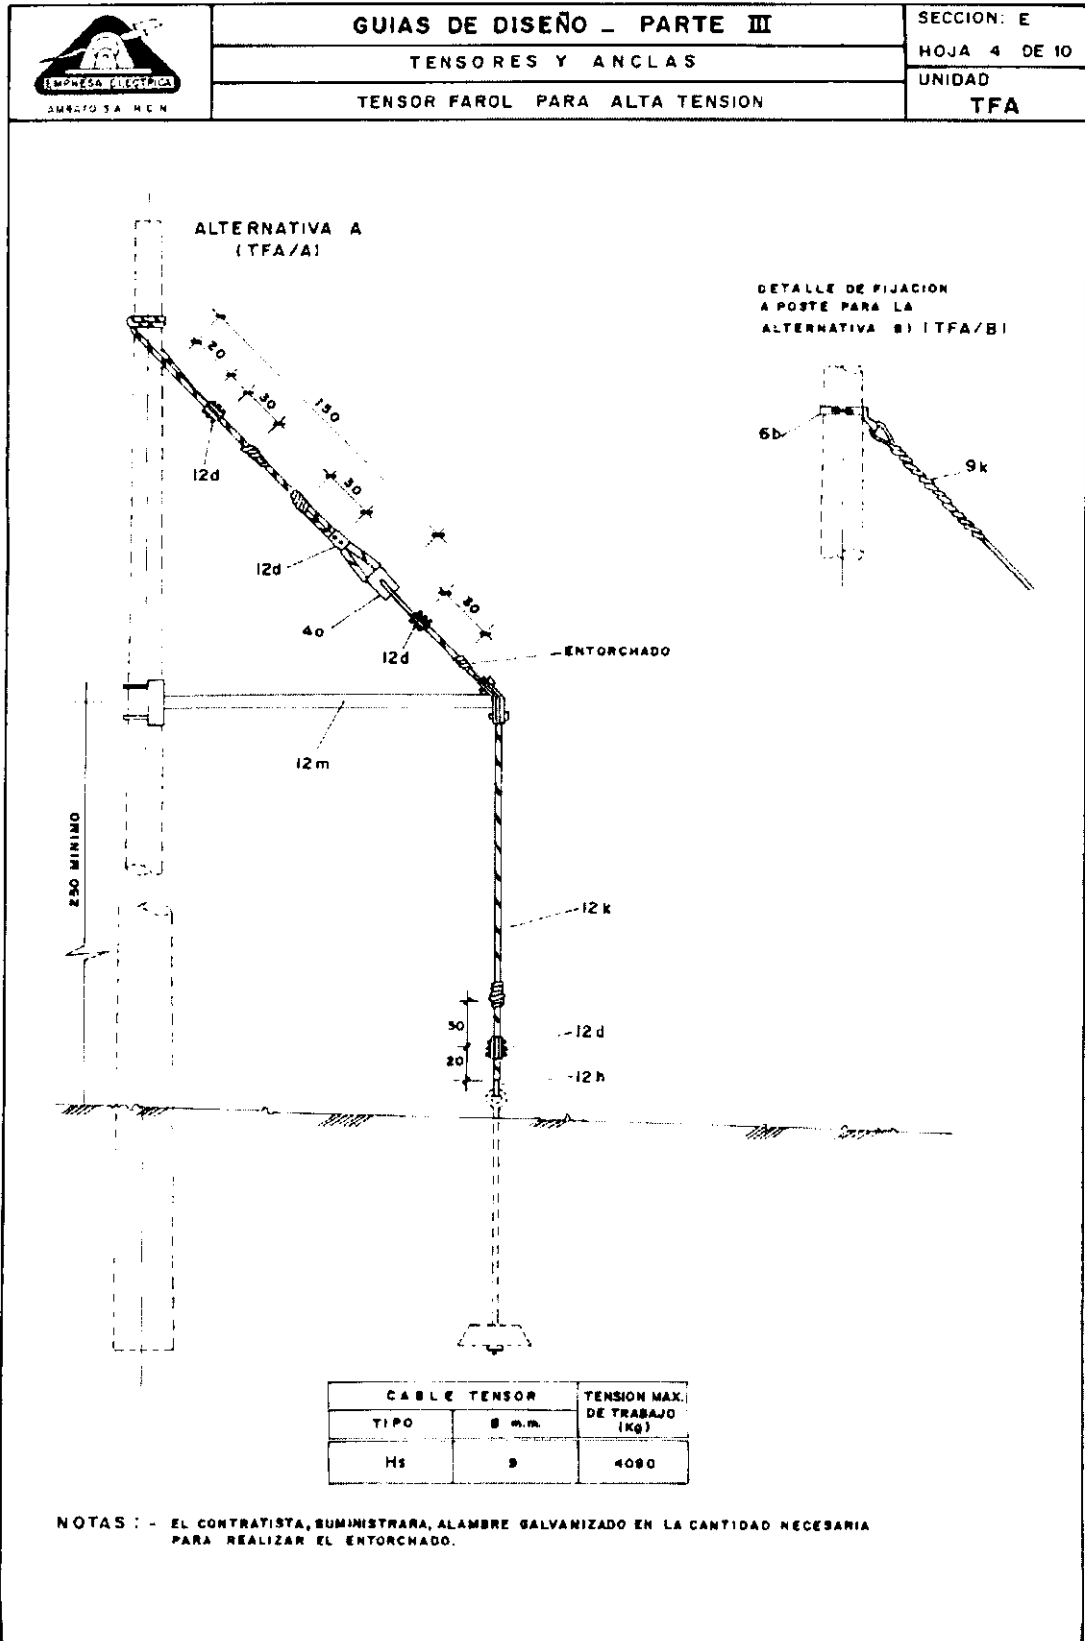 GUIAS DE DISEÑO _ PARTE III
TENSORES Y ANCLAS
TENSOR FAROL PARA ALTA TENSION
SECCION: E
HOJA 4 DE 10
UNIDAD
TFA
EMPRESA ELECTRICA
AMBATO S.A. R.C.N
ALTERNATIVA A
(TFA/A)
DETALLE DE FIJACION
A POSTE PARA LA
ALTERNATIVA B) (TFA/B)
20
30
150
30
30
12d
12d
4a
12d
ENTORCHADO
6b
9k
12m
250 MINIMO
12k
30
20
12d
12h
CABLE TENSOR
TENSION MAX.
DE TRABAJO
(Kg)
TIPO
Ø m.m.
Hs
9
4090
NOTAS : - EL CONTRATISTA, SUMINISTRARA, ALAMBRE GALVANIZADO EN LA CANTIDAD NECESARIA
PARA REALIZAR EL ENTORCHADO.